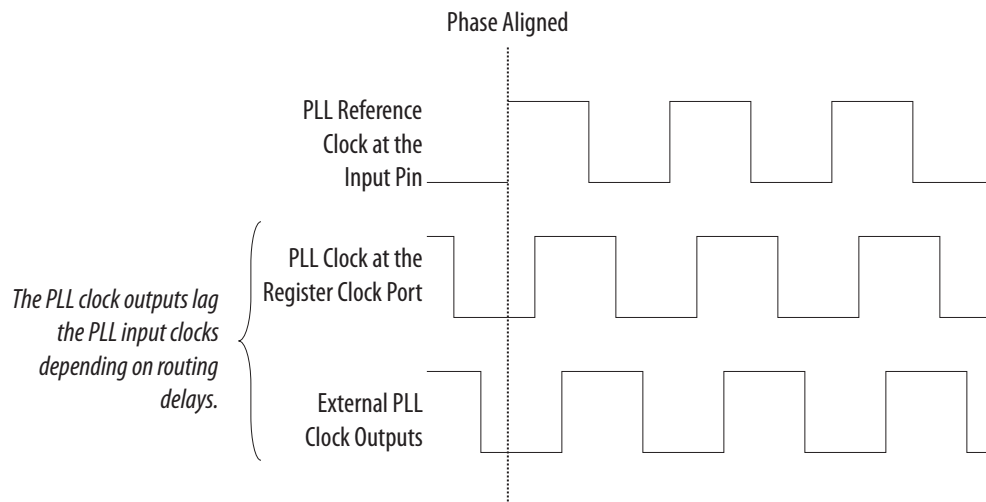 Phase Aligned
PLL Reference
Clock at the
Input Pin
PLL Clock at the
Register Clock Port
The PLL clock outputs lag
the PLL input clocks
depending on routing
delays.
External PLL
Clock Outputs